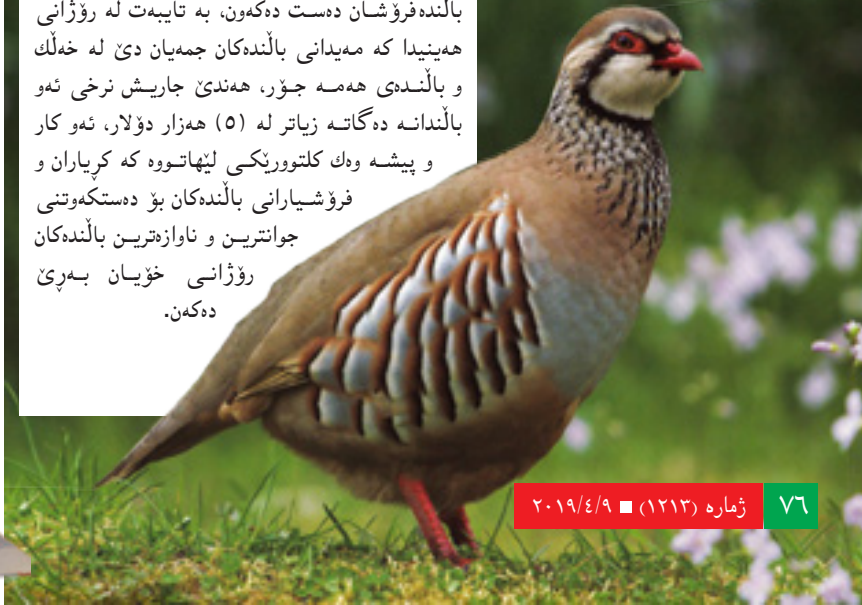 باڵندەفرۆشان دەست دەکەون، بە تایبەت لە رۆژانی
هەینیدا کە مەیدانی باڵندەکان جمەیان دێ لە خەڵك
و باڵندەی هەمە جۆر، هەندێ جاریش نرخی ئەو
باڵندانە دەگاتە زیاتر لە (٥) هەزار دۆلار، ئەو کار
و پیشە وەك کلتوورێکی لێهاتووە کە کڕیاران و
فرۆشیارانی باڵندەکان بۆ دەستکەوتنی
جوانترین و ناوازەترین باڵندەکان
رۆژانی خۆیان بەڕێ
دەکەن.
٧٦ ژمارە (١٢١٣) ■ ٢٠١٩/٤/٩